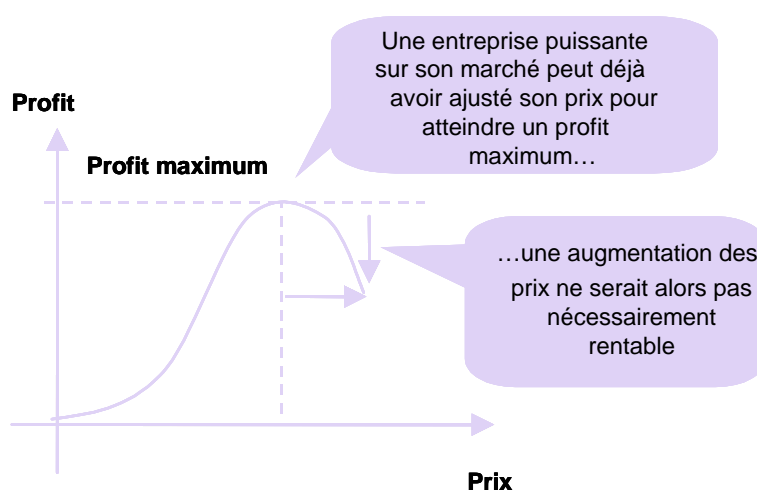 Une entreprise puissante
sur son marché peut déjà
avoir ajusté son prix pour
atteindre un profit
maximum…
Profit
Profit maximum
…une augmentation des
prix ne serait alors pas
nécessairement
rentable
Prix